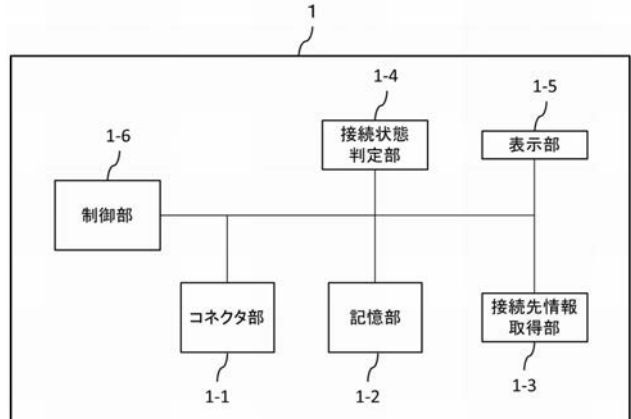 1
1-4
接続状態
判定部
1-5
表示部
1-6
制御部
コネクタ部
1-1
記憶部
1-2
接続先情報
取得部
1-3